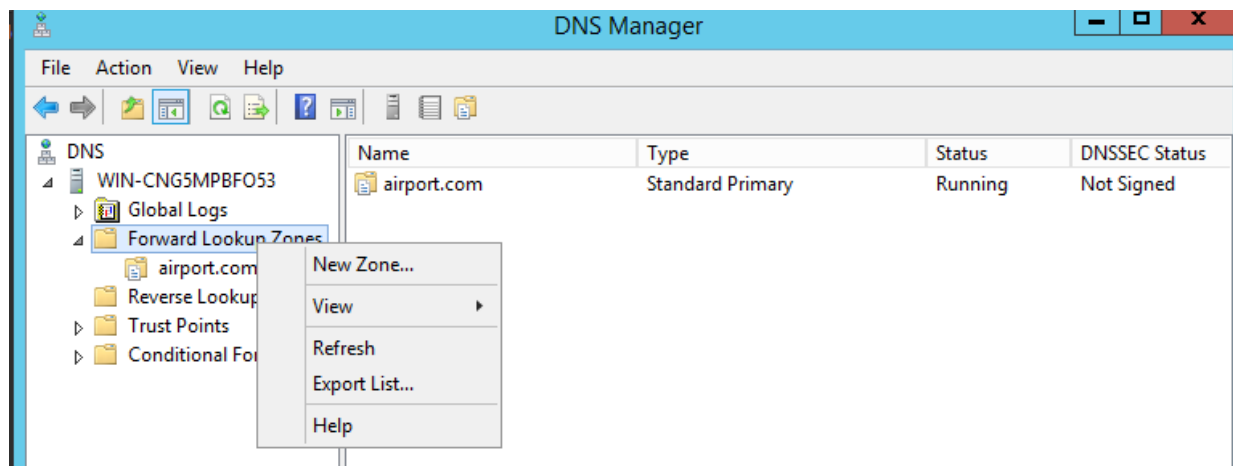 DNS Manager
File Action View Help
DNS
Name Type Status DNSSEC Status
WIN-CNG5MPBFO53
airport.com Standard Primary Running Not Signed
Global Logs
Forward Lookup Zones
airport.com
Reverse Lookup
Trust Points
Conditional
New Zone...
View
Refresh
Export List...
Help